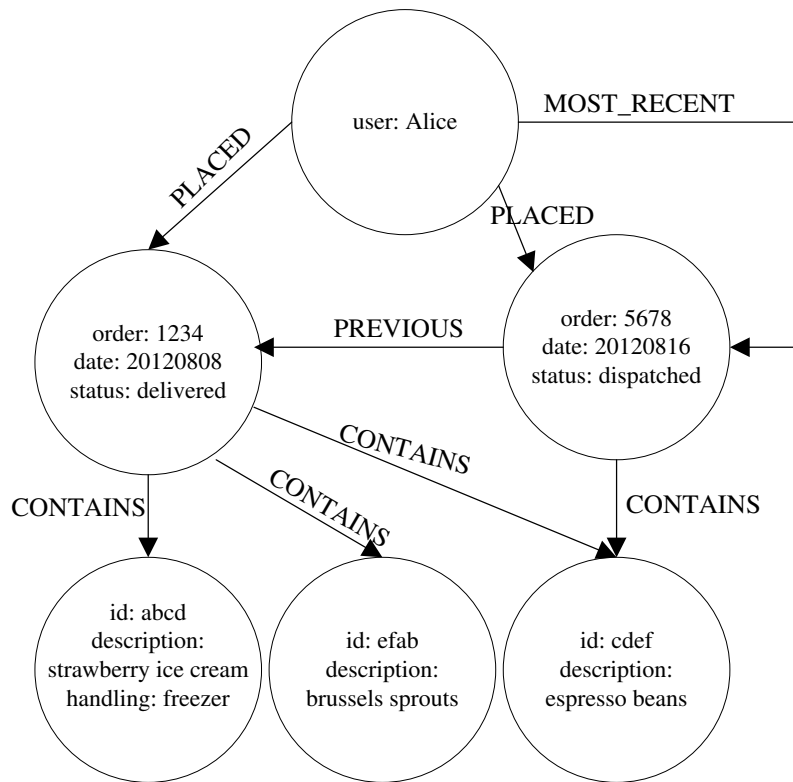 user: Alice
MOST_RECENT
PLACED
PLACED
order: 1234
date: 20120808
status: delivered
PREVIOUS
order: 5678
date: 20120816
status: dispatched
CONTAINS
CONTAINS
CONTAINS
CONTAINS
id: abcd
description:
strawberry ice cream
handling: freezer
id: efab
description:
brussels sprouts
id: cdef
description:
espresso beans